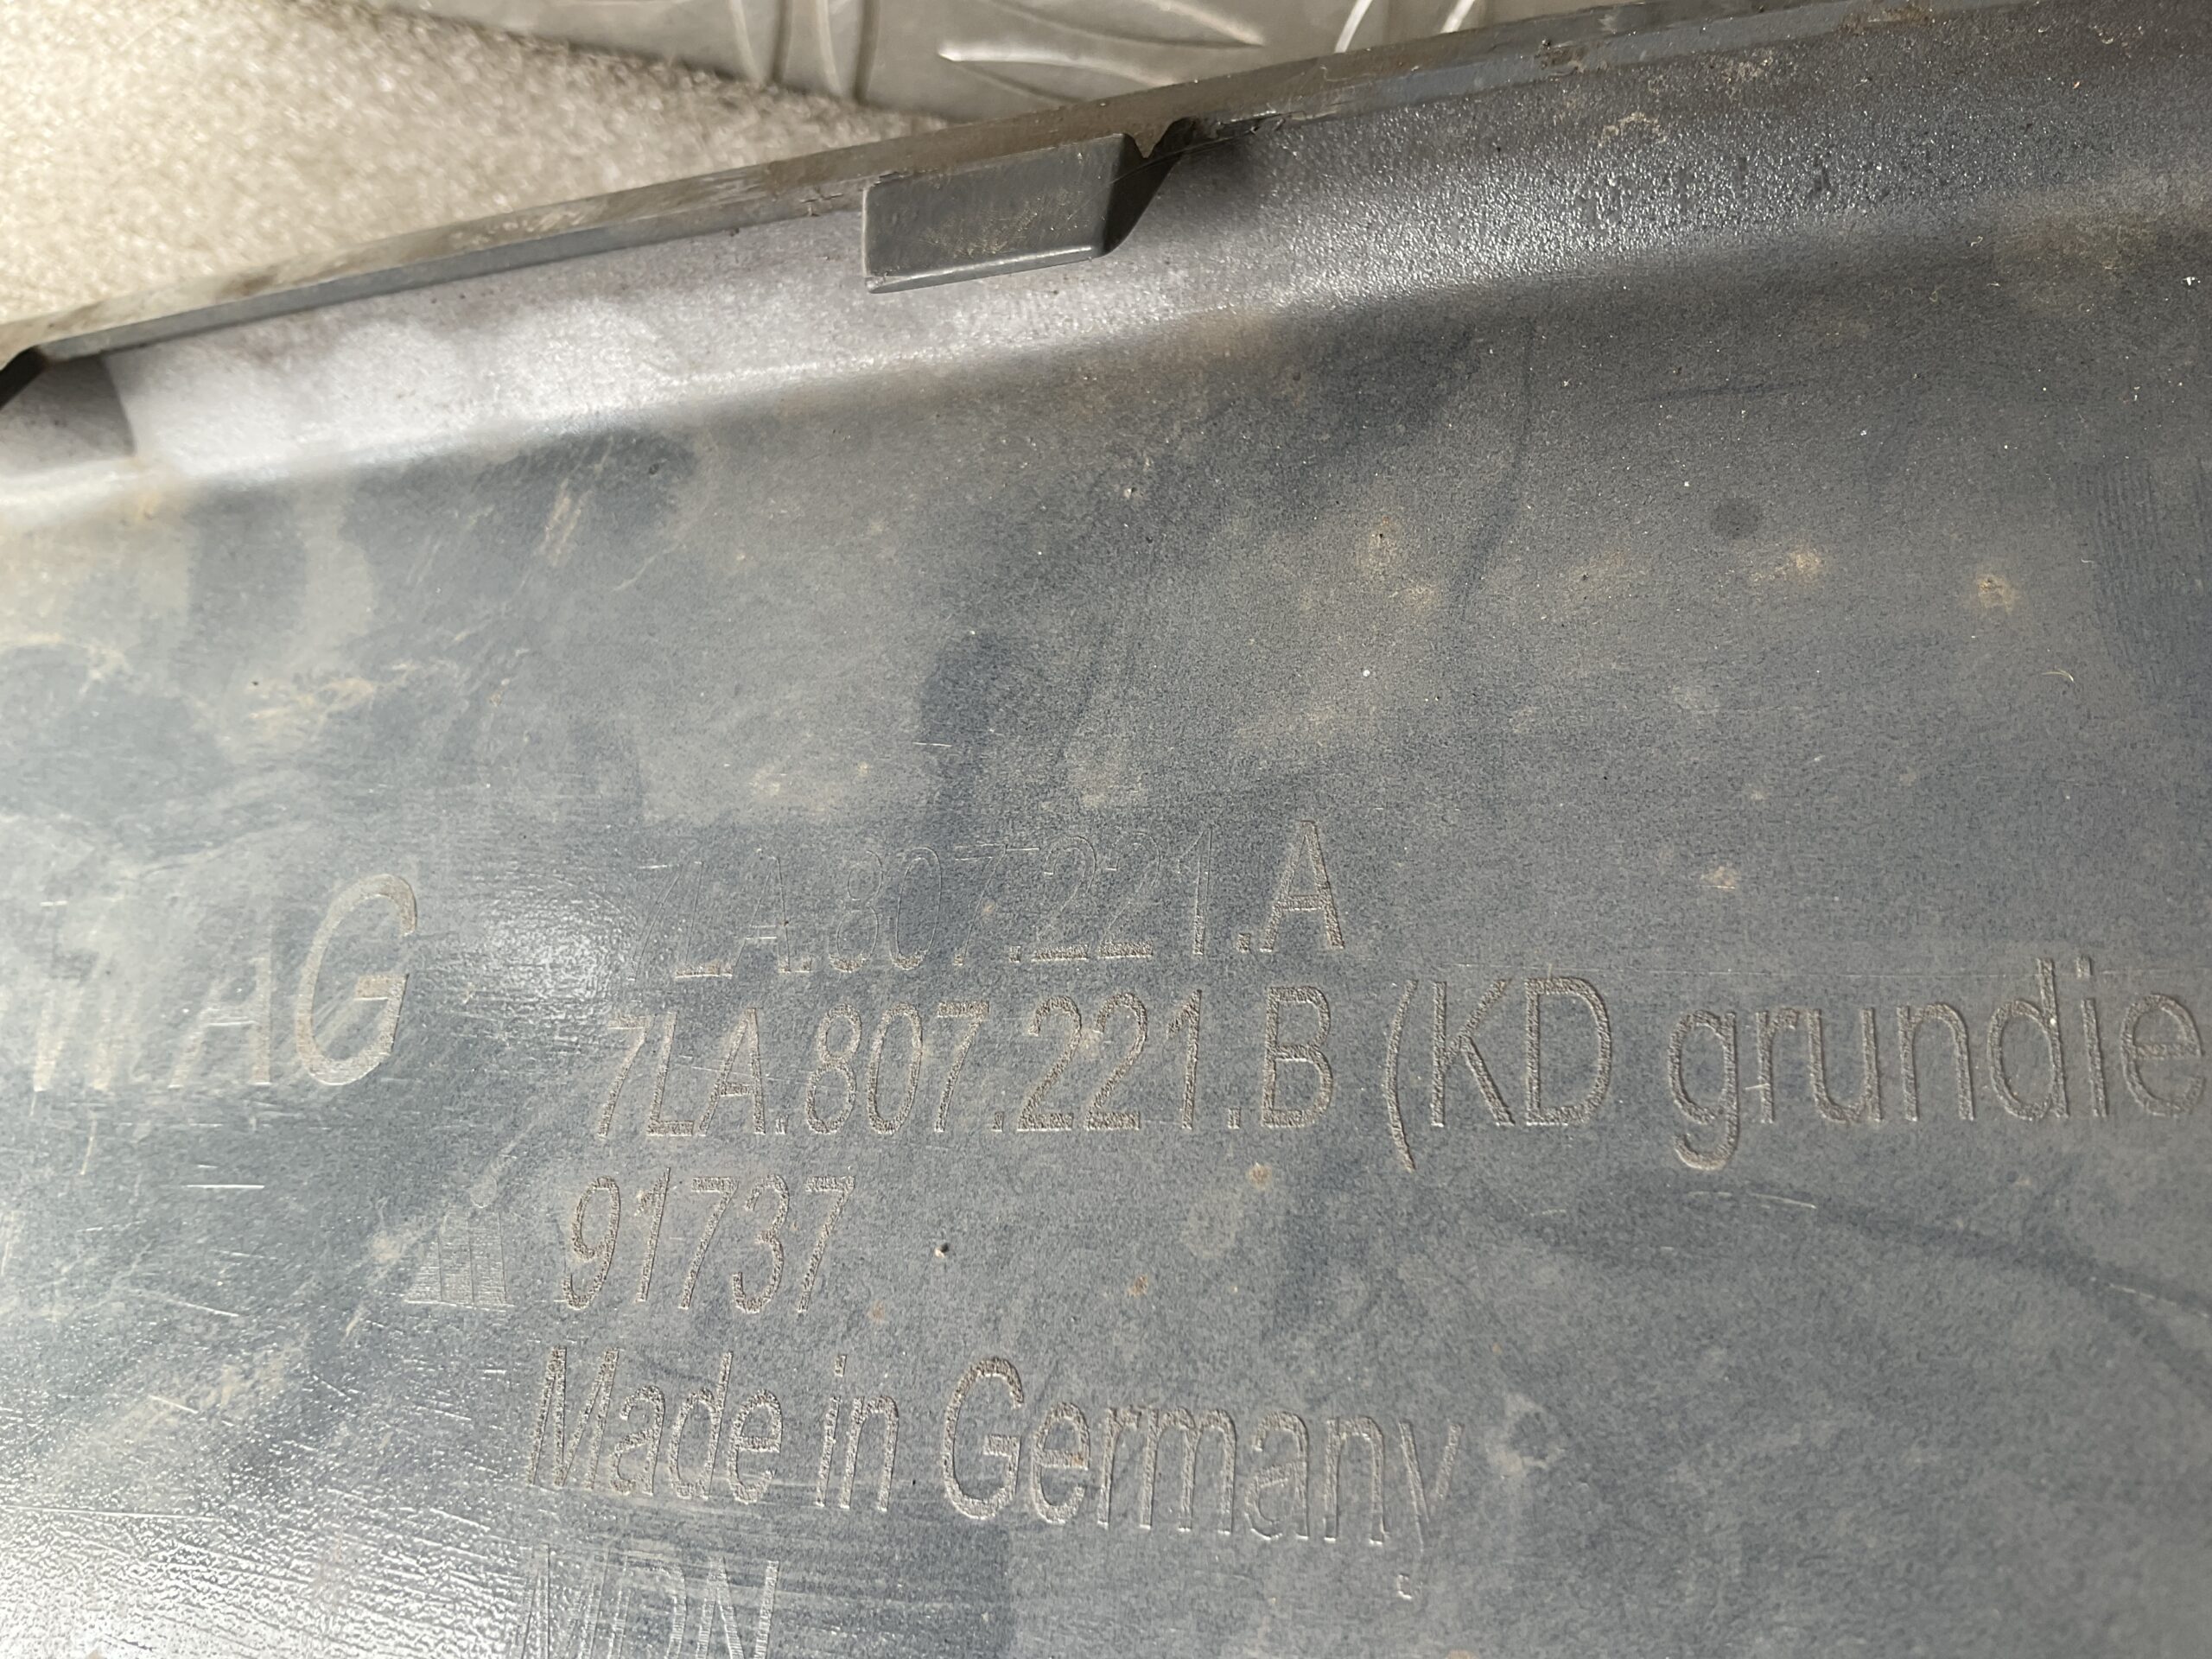 7LA.807.221.A
7LA.807.221.B (KD grundie
91737
Made in Germany